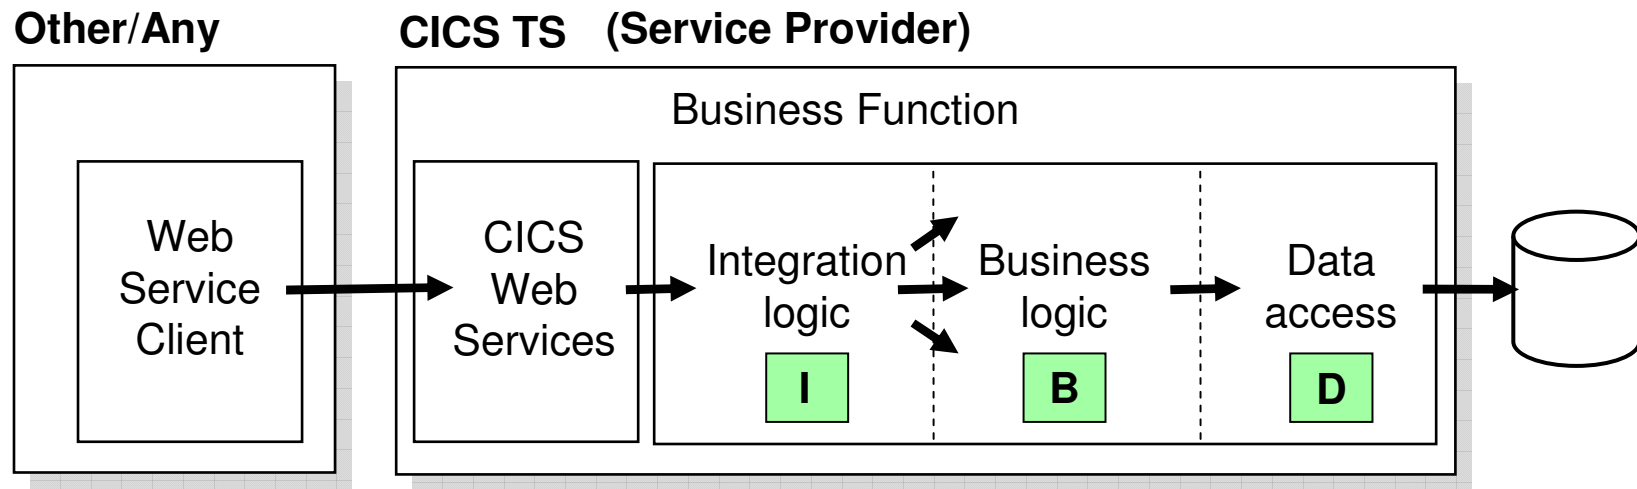 Other/Any
CICS TS (Service Provider)
Business Function
Web
Service
Client
CICS
Web
Services
Integration
logic
I
Business
logic
B
Data
access
D